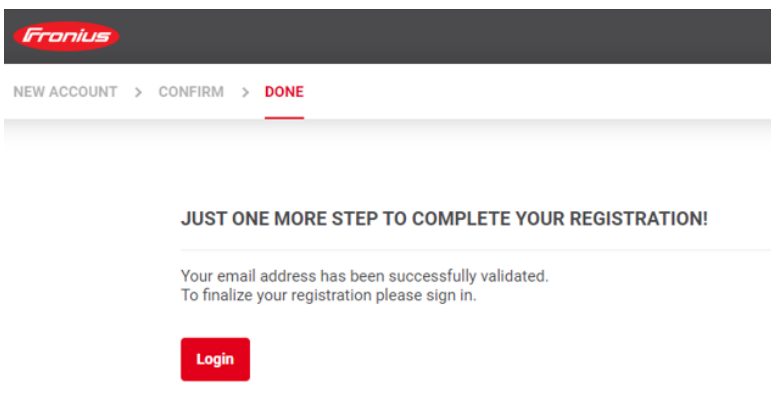 Fronius
NEW ACCOUNT > CONFIRM > DONE
JUST ONE MORE STEP TO COMPLETE YOUR REGISTRATION!
Your email address has been successfully validated.
To finalize your registration please sign in.
Login